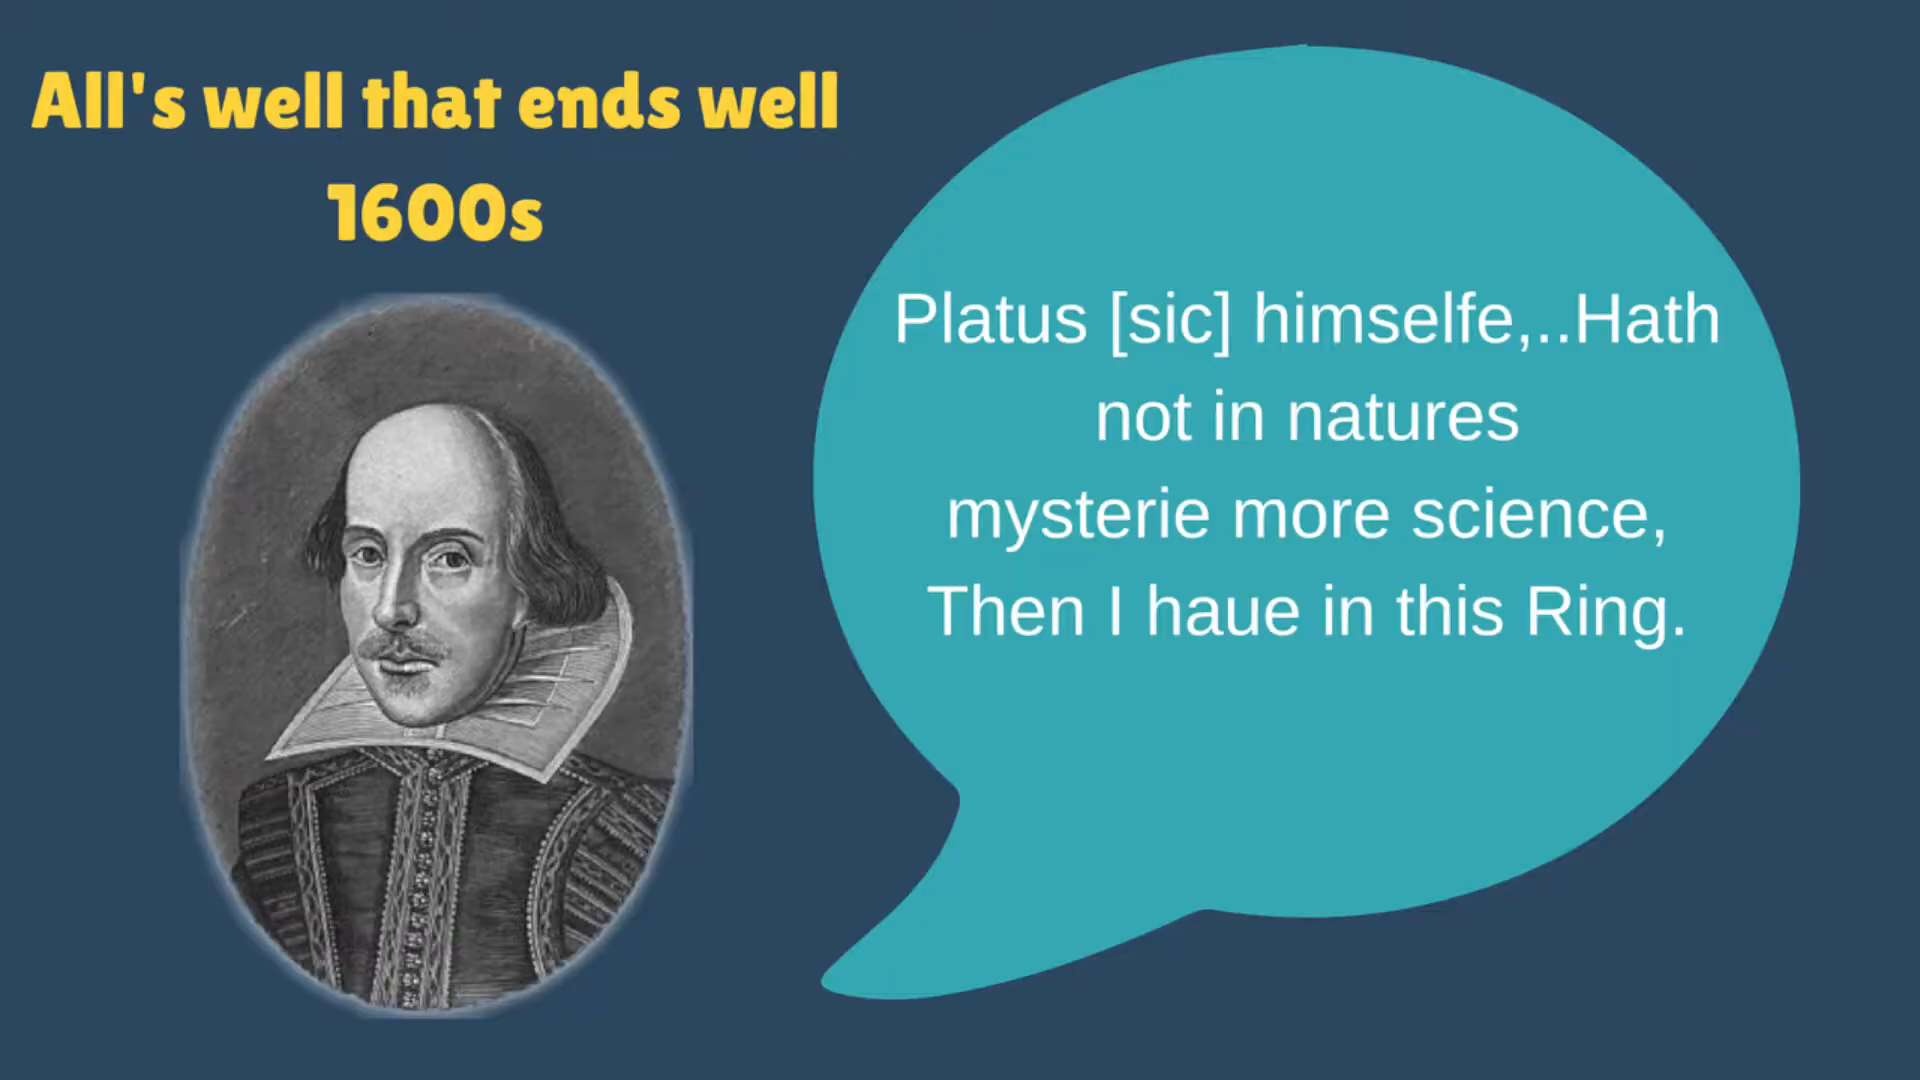 All's well that ends well
1600s
Platus [sic] himselfe,..Hath
not in natures
mysterie more science,
Then I haue in this Ring.